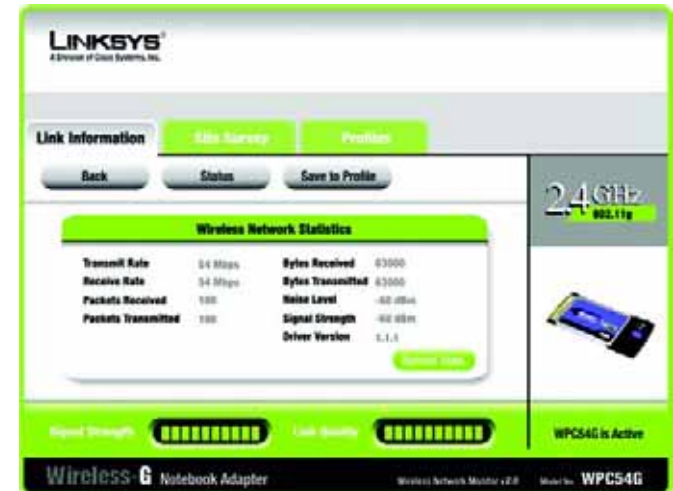 LINKSYS®
A Division of Cisco Systems, Inc.
Link Information
Site Survey
Profiles
Back
Status
Save to Profile
2.4GHz
802.11g
Wireless Network Statistics
Transmit Rate 54 Mbps
Receive Rate 54 Mbps
Packets Received 100
Packets Transmitted 100
Bytes Received 63000
Bytes Transmitted 63000
Noise Level -60 dBm
Signal Strength -60 dBm
Driver Version 1.1.1
Signal Strength
Link Quality
WPC54G is Active
Wireless-G Notebook Adapter
Wireless Network Monitor v2.0
Model No. WPC54G